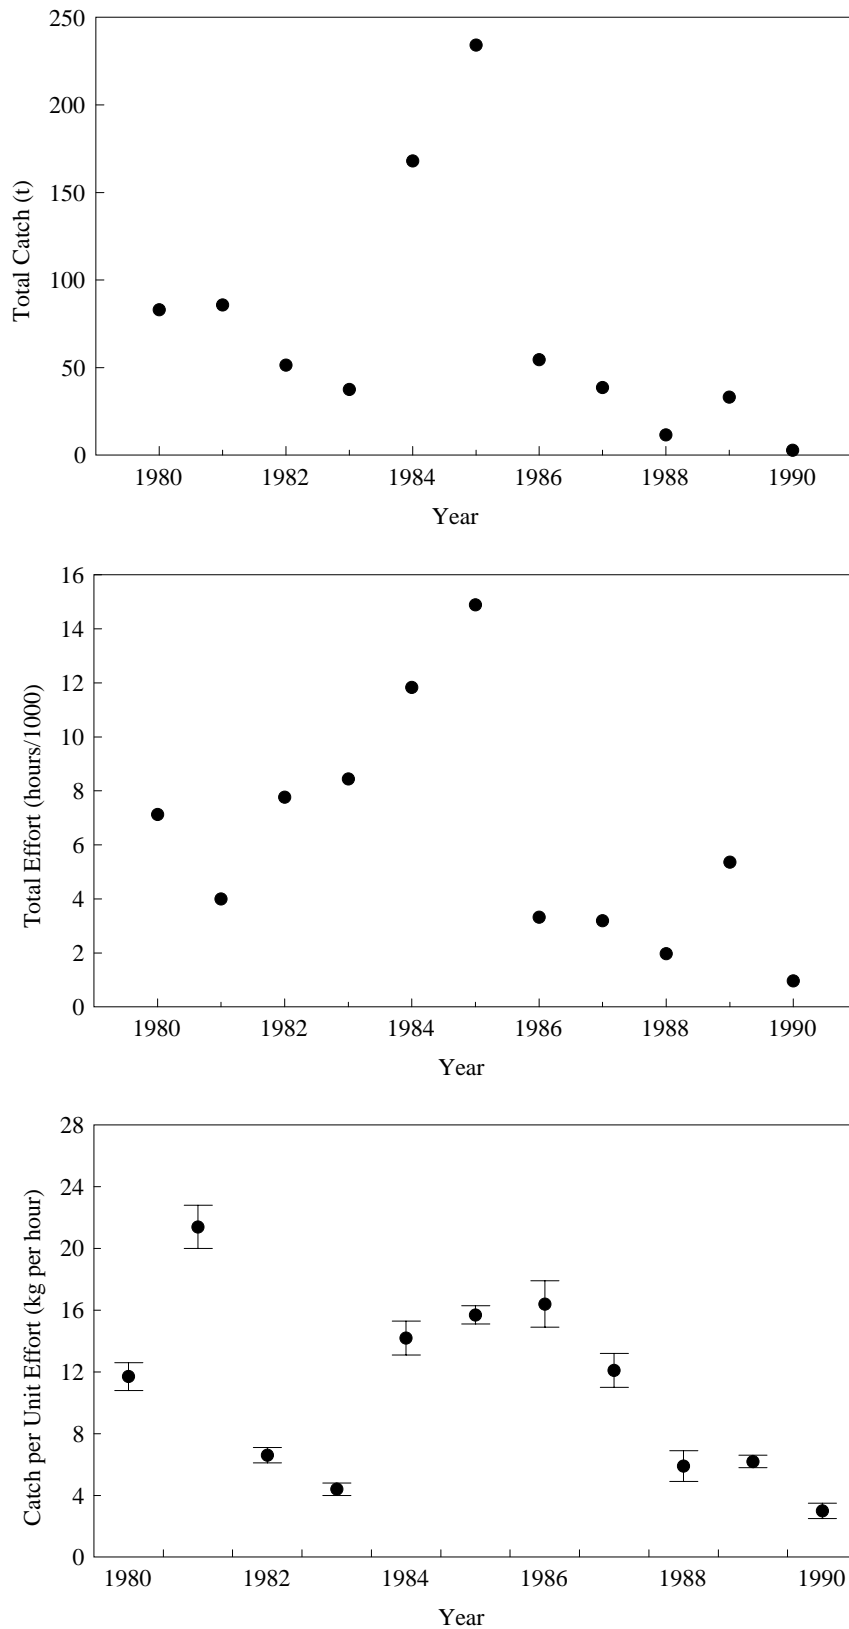 250
200
150
100
50
0
Total Catch (t)
1980 1982 1984 1986 1988 1990
Year
16
14
12
10
8
6
4
2
0
Total Effort (hours/1000)
1980 1982 1984 1986 1988 1990
Year
28
24
20
16
12
8
4
0
Catch per Unit Effort (kg per hour)
1980 1982 1984 1986 1988 1990
Year